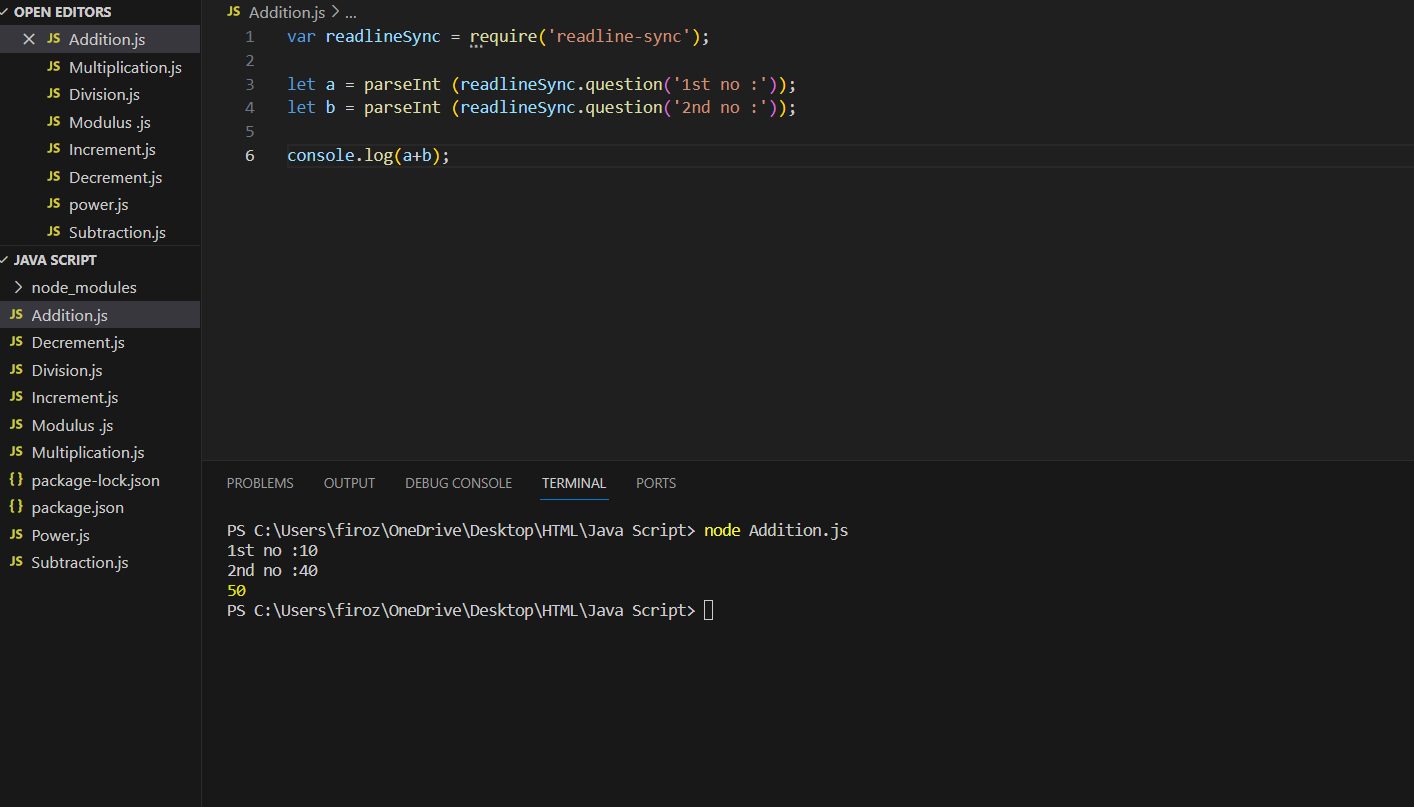 OPEN EDITORS
JS Addition.js
JS Multiplication.js
JS Division.js
JS Modulus .js
JS Increment.js
JS Decrement.js
JS power.js
JS Subtraction.js
JAVA SCRIPT
node_modules
JS Addition.js
JS Decrement.js
JS Division.js
JS Increment.js
JS Modulus .js
JS Multiplication.js
{} package-lock.json
{} package.json
JS Power.js
JS Subtraction.js
JS Addition.js > ...
1 var readlineSync = require('readline-sync');
2
3 let a = parseInt (readlineSync.question('1st no :'));
4 let b = parseInt (readlineSync.question('2nd no :'));
5
6 console.log(a+b);
PROBLEMS OUTPUT DEBUG CONSOLE TERMINAL PORTS
PS C:\Users\firoz\OneDrive\Desktop\HTML\Java Script> node Addition.js
1st no :10
2nd no :40
50
PS C:\Users\firoz\OneDrive\Desktop\HTML\Java Script>